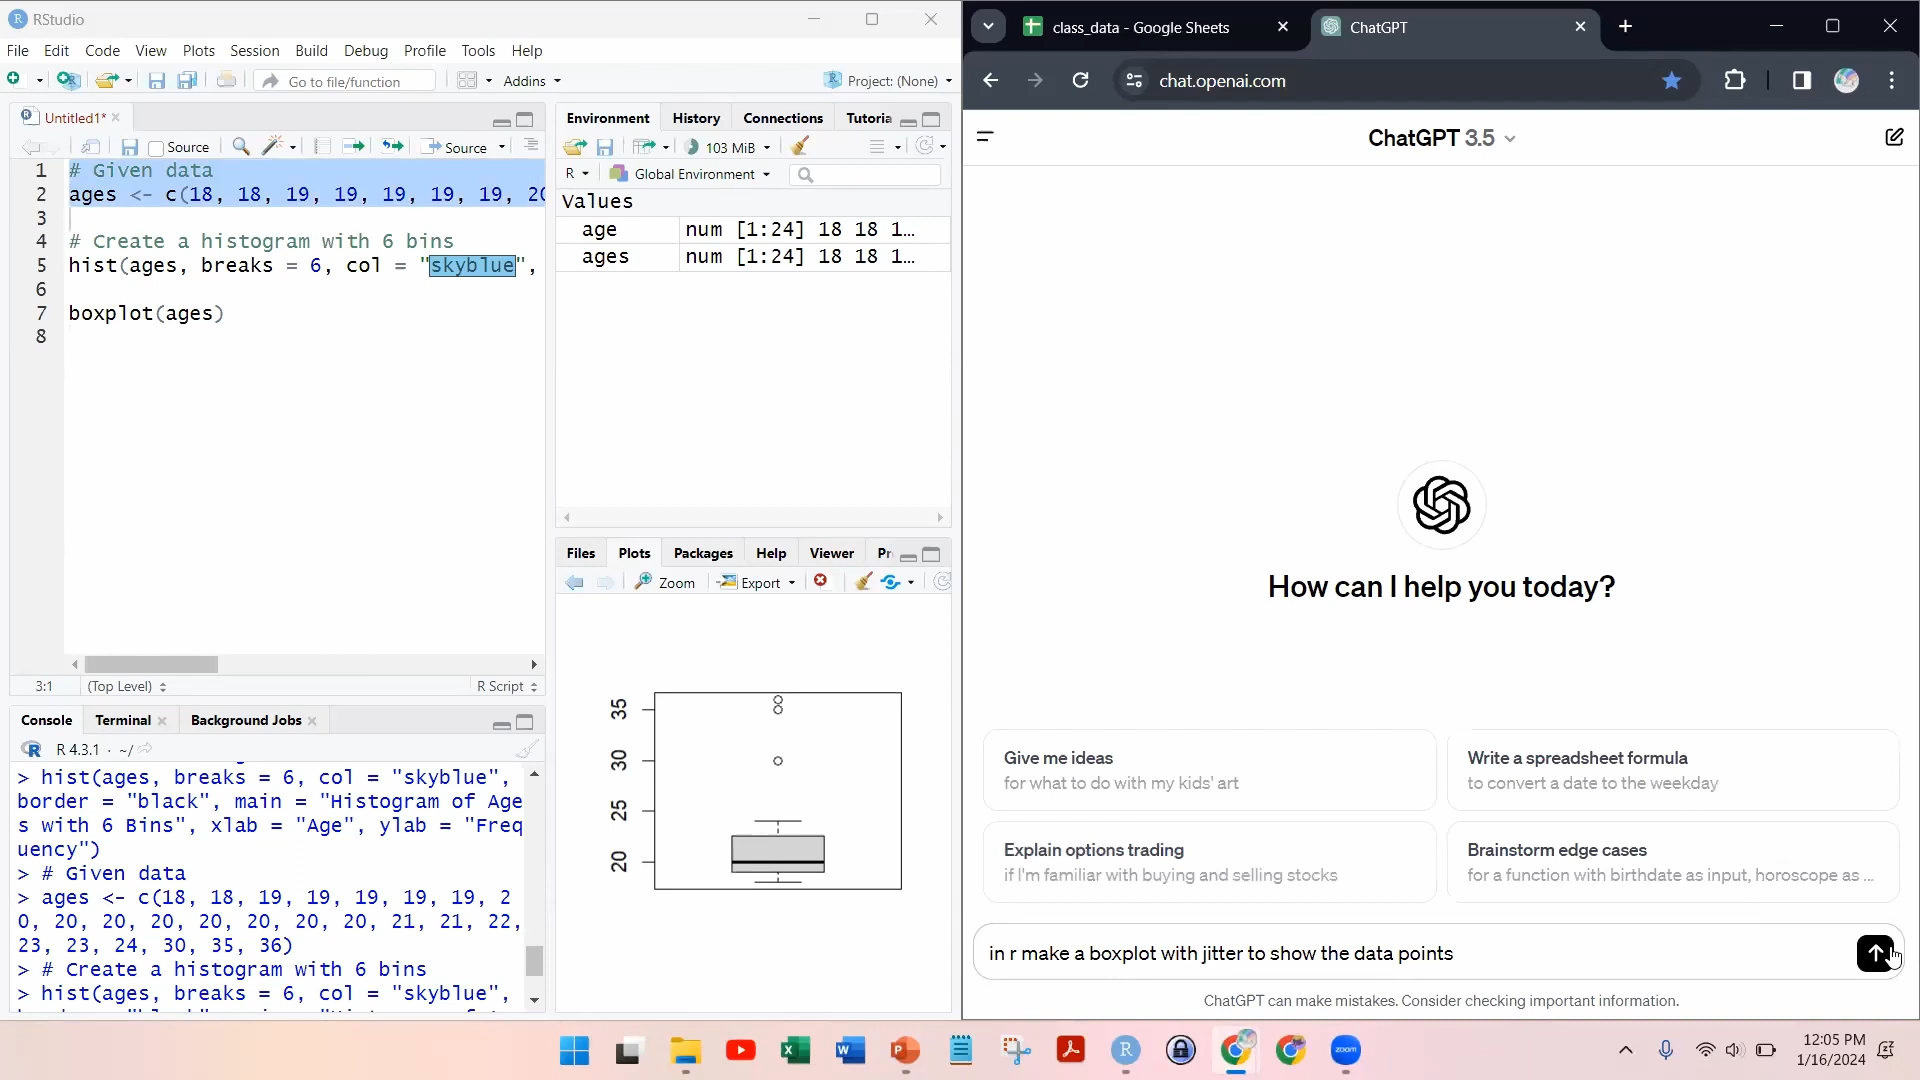 RStudio
File Edit Code View Plots Session Build Debug Profile Tools Help
Go to file/function
Addins
Project: (None)
Untitled1*
Source
Source
1 # Given data
2 ages <- c(18, 18, 19, 19, 19, 19, 19, 20
3
4 # Create a histogram with 6 bins
5 hist(ages, breaks = 6, col = "skyblue",
6
7 boxplot(ages)
8
3:1 (Top Level) R Script
Console Terminal Background Jobs
R 4.3.1 · ~/
> hist(ages, breaks = 6, col = "skyblue",
border = "black", main = "Histogram of Age
s with 6 Bins", xlab = "Age", ylab = "Freq
uency")
> # Given data
> ages <- c(18, 18, 19, 19, 19, 19, 19, 2
0, 20, 20, 20, 20, 20, 20, 21, 21, 22,
23, 23, 24, 30, 35, 36)
> # Create a histogram with 6 bins
> hist(ages, breaks = 6, col = "skyblue",
Environment History Connections Tutoria
103 MiB
R Global Environment
Values
age num [1:24] 18 18 1…
ages num [1:24] 18 18 1…
Files Plots Packages Help Viewer Pr
Zoom Export
35
30
25
20
class_data - Google Sheets
ChatGPT
chat.openai.com
ChatGPT 3.5
How can I help you today?
Give me ideas
for what to do with my kids' art
Write a spreadsheet formula
to convert a date to the weekday
Explain options trading
if I'm familiar with buying and selling stocks
Brainstorm edge cases
for a function with birthdate as input, horoscope as ...
in r make a boxplot with jitter to show the data points
ChatGPT can make mistakes. Consider checking important information.
zoom
12:05 PM
1/16/2024